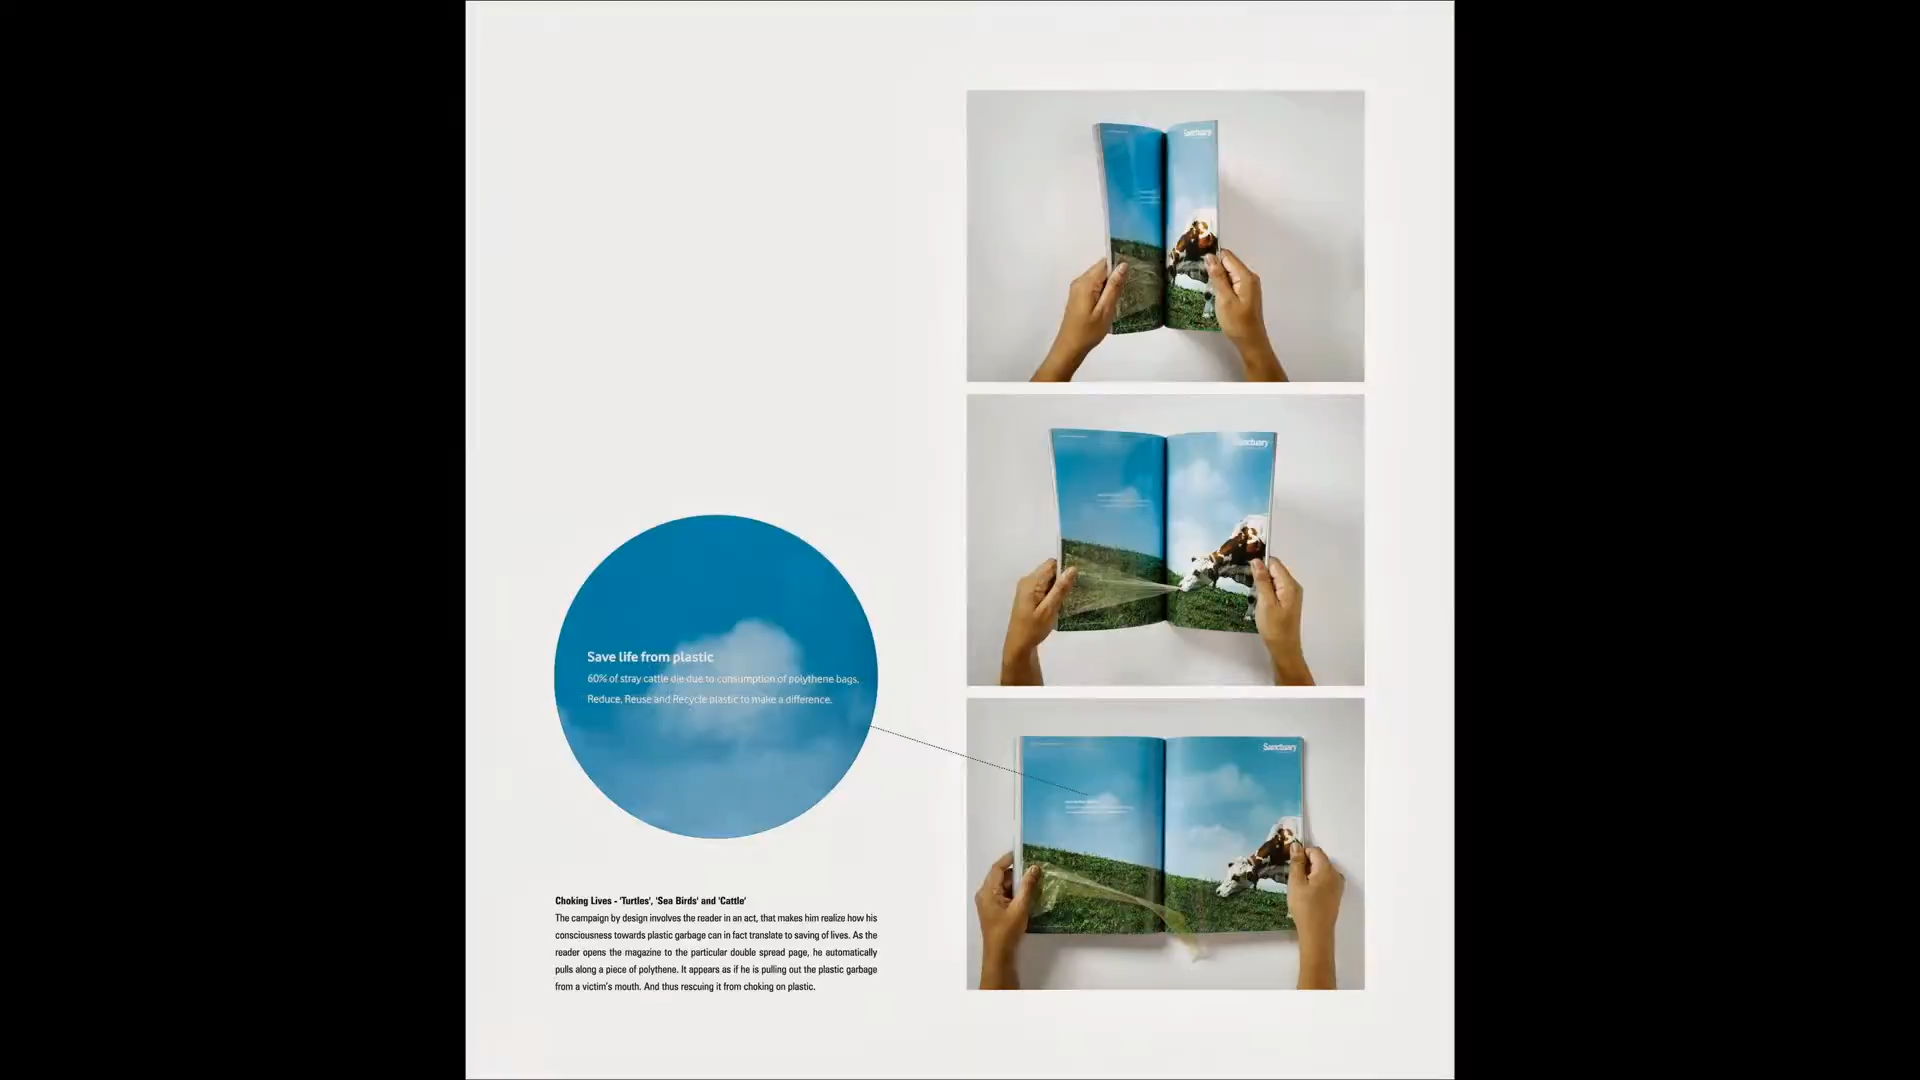 Sanctuary
Sanctuary
Save life from plastic
60% of stray cattle die due to consumption of polythene bags.
Reduce, Reuse and Recycle plastic to make a difference.
Sanctuary
Choking Lives - 'Turtles', 'Sea Birds' and 'Cattle'
The campaign by design involves the reader in an act, that makes him realize how his
consciousness towards plastic garbage can in fact translate to saving of lives. As the
reader opens the magazine to the particular double spread page, he automatically
pulls along a piece of polythene. It appears as if he is pulling out the plastic garbage
from a victim's mouth. And thus rescuing it from choking on plastic.